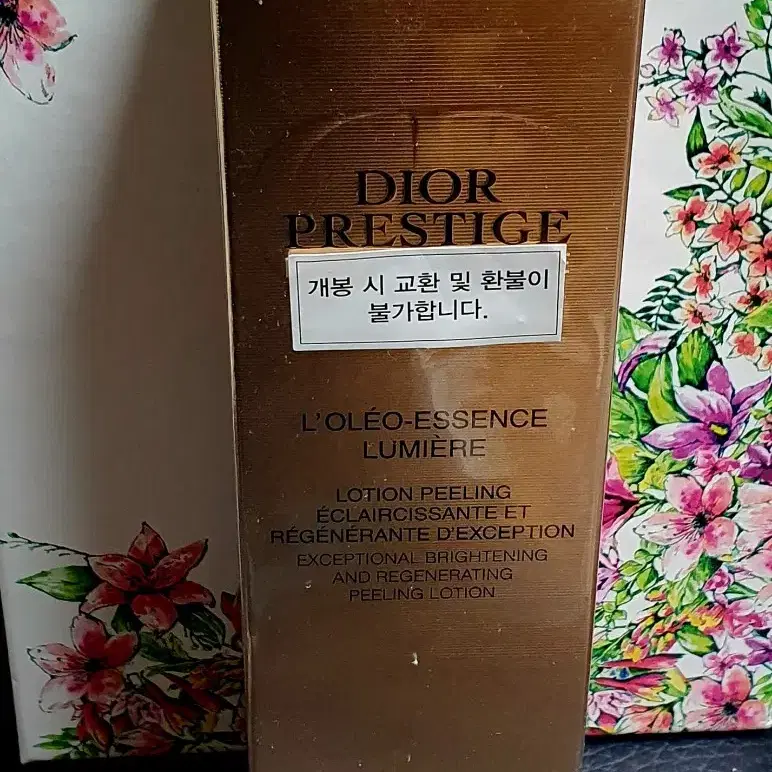 DIOR
PRESTIGE
개봉 시 교환 및 환불이
불가합니다.
L'OLÉO-ESSENCE
LUMIÈRE
LOTION PEELING
ÉCLAIRCISSANTE ET
RÉGÉNÉRANTE D'EXCEPTION
EXCEPTIONAL BRIGHTENING
AND REGENERATING
PEELING LOTION